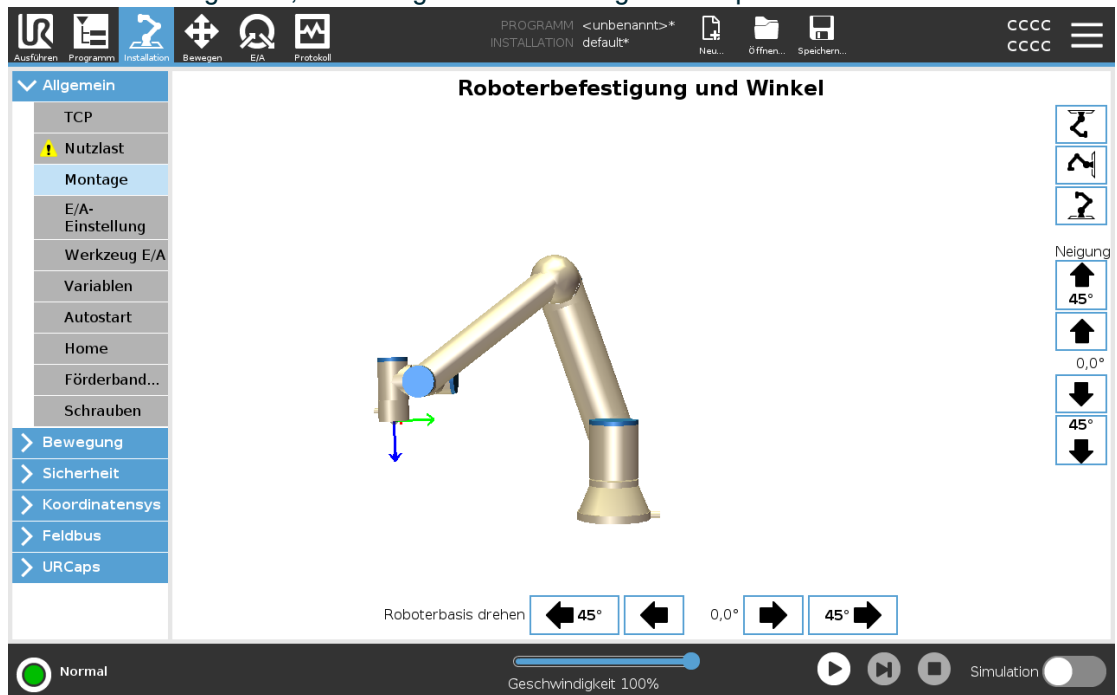 PROGRAMM <unbenannt>*
INSTALLATION default*
Neu...
Öffnen...
Speichern...
CCCC
CCCC
Ausführen
Programm
Installation
Bewegen
E/A
Protokoll
Allgemein
TCP
Nutzlast
Montage
E/A-
Einstellung
Werkzeug E/A
Variablen
Autostart
Home
Förderband...
Schrauben
Bewegung
Sicherheit
Koordinatensys
Feldbus
URCaps
Roboterbefestigung und Winkel
Neigung
45°
0,0°
45°
Roboterbasis drehen
45°
0,0°
45°
Normal
Geschwindigkeit 100%
Simulation